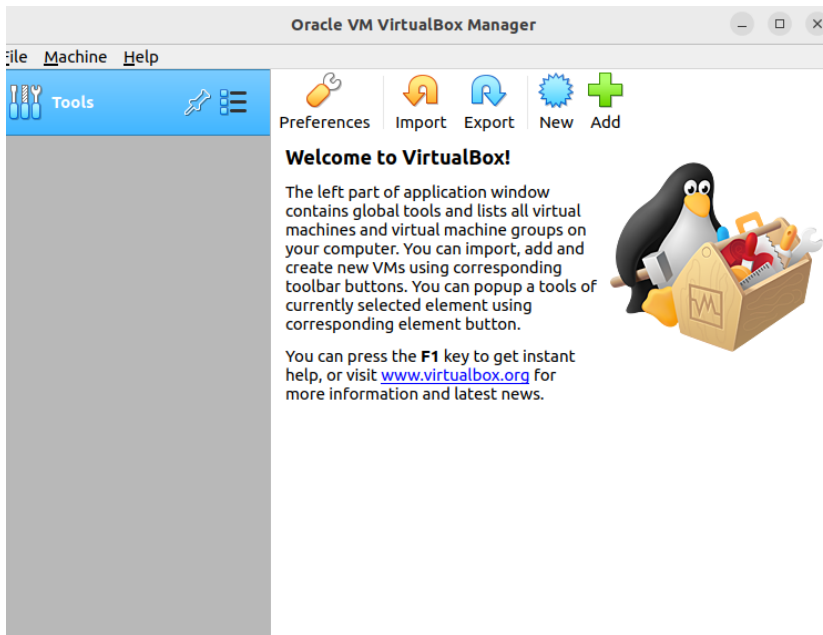 Oracle VM VirtualBox Manager
File Machine Help
Tools
Preferences Import Export New Add
Welcome to VirtualBox!
The left part of application window
contains global tools and lists all virtual
machines and virtual machine groups on
your computer. You can import, add and
create new VMs using corresponding
toolbar buttons. You can popup a tools of
currently selected element using
corresponding element button.
You can press the F1 key to get instant
help, or visit www.virtualbox.org for
more information and latest news.